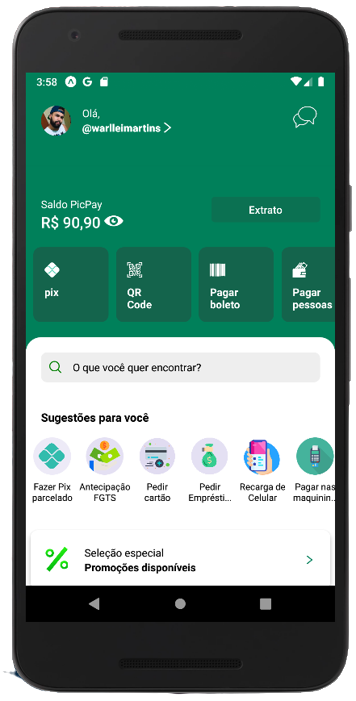 3:58
Olá,
@warlleimartins
Saldo PicPay
R$ 90,90
Extrato
pix
QR
Code
Pagar
boleto
Pagar
pessoas
O que você quer encontrar?
Sugestões para você
Fazer Pix
parcelado
Antecipação
FGTS
Pedir
cartão
Pedir
Emprésti...
Recarga de
Celular
Pagar nas
maquinin...
Seleção especial
Promoções disponíveis